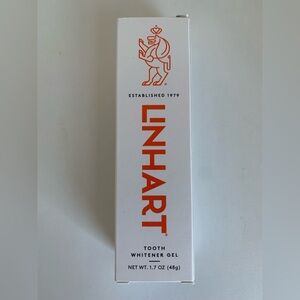 ESTABLISHED 1979
LINHART
TOOTH
WHITENER GEL
NET WT. 1.7 OZ (48g)